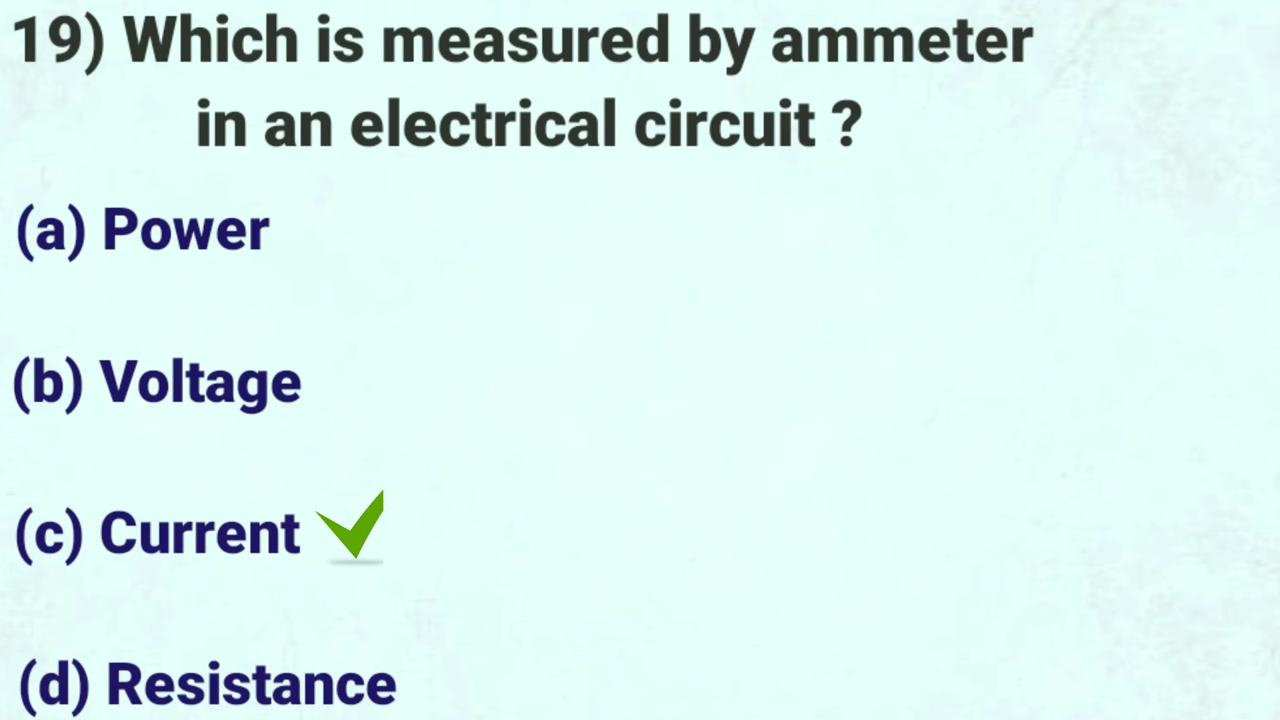 19) Which is measured by ammeter
in an electrical circuit ?
(a) Power
(b) Voltage
(c) Current
(d) Resistance